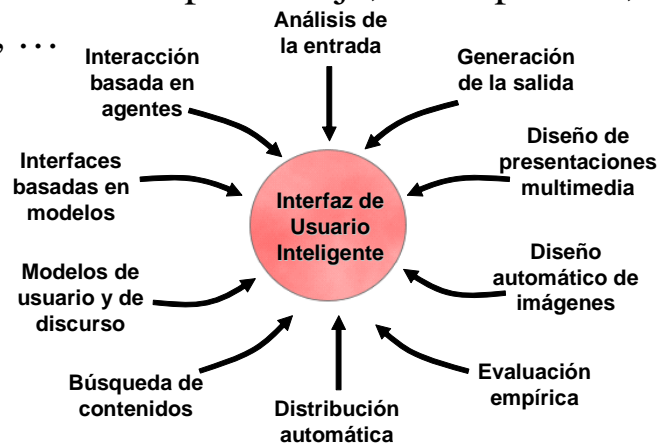 , …
Análisis de
la entrada
Interacción
basada en
agentes
Generación
de la salida
Interfaces
basadas en
modelos
Diseño de
presentaciones
multimedia
Interfaz de
Usuario
Inteligente
Modelos de
usuario y de
discurso
Diseño
automático de
imágenes
Búsqueda de
contenidos
Distribución
automática
Evaluación
empírica